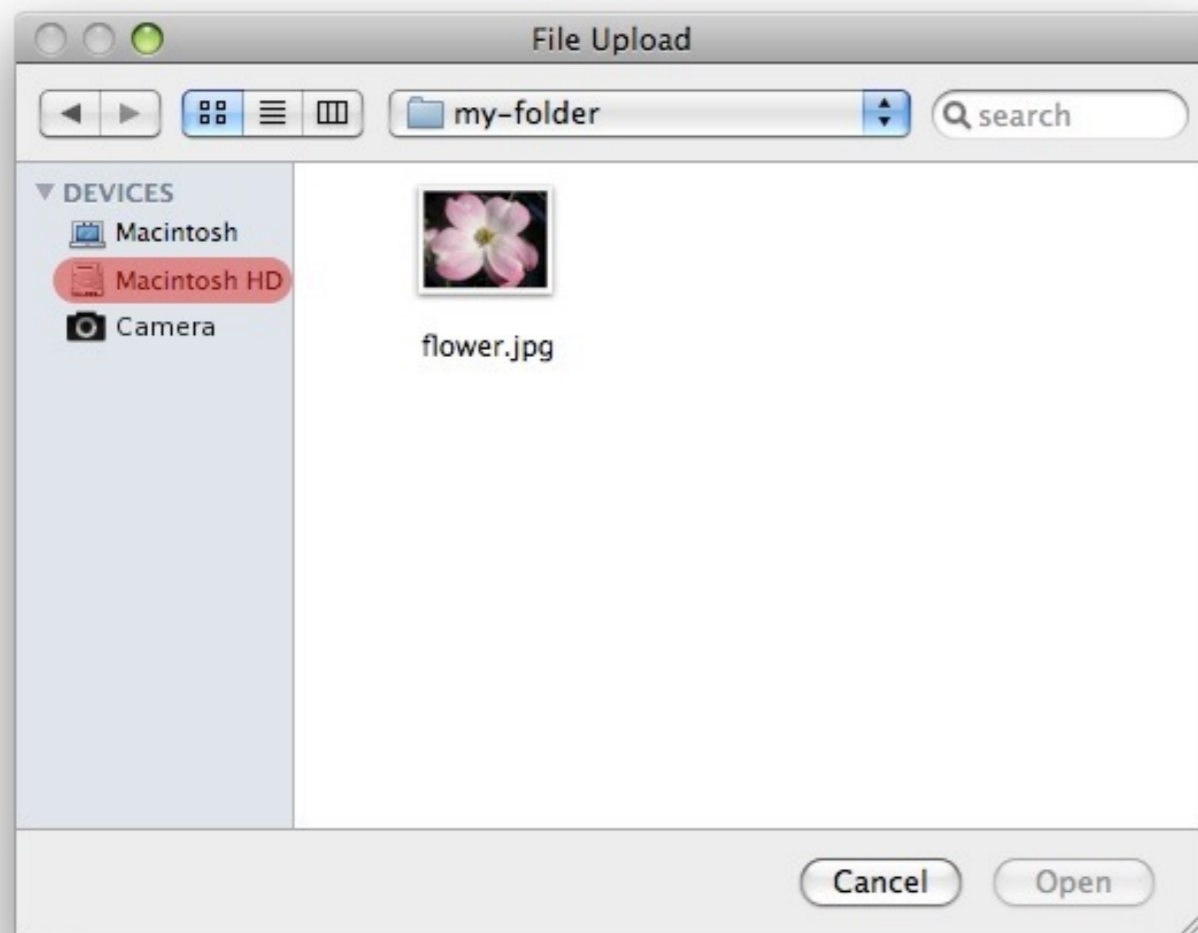 File Upload
my-folder
search
DEVICES
Macintosh
Macintosh HD
Camera
flower.jpg
Cancel
Open